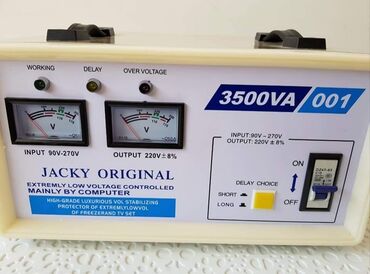 WORKING DELAY OVER VOLTAGE
3500VA/001
V V
INPUT 90V-270V OUTPUT 220V±8%
INPUT:90V~270V
OUTPUT: 220V±8%
JACKY ORIGINAL
EXTREMLY LOW VOLTAGE CONTROLLED
MAINLY BY COMPUTER
HIGH-GRADE LUXURIOUS VOL STABILIZING
PROTECTOR OF EXTREMLYLOWVOL
OF FREEZERAND TV SET
DELAY CHOICE
SHORT
LONG
ON
OFF